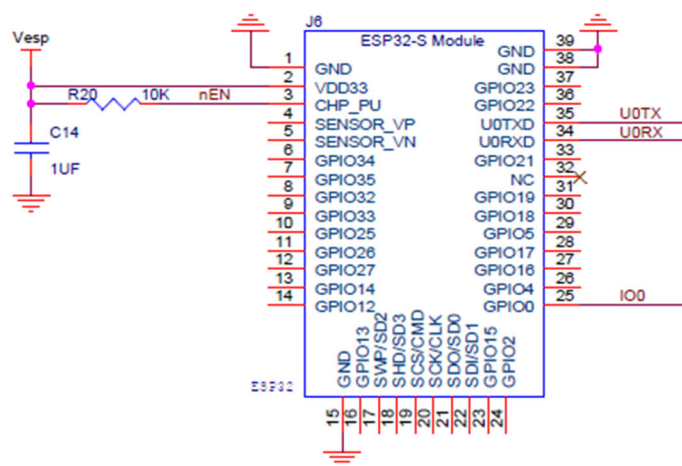 J6
ESP32-S Module
Vesp
R20 10K nEN
C14
1UF
1 GND
2 VDD33
3 CHP_PU
4 SENSOR_VP
5 SENSOR_VN
6 GPIO34
7 GPIO35
8 GPIO32
9 GPIO33
10 GPIO25
11 GPIO26
12 GPIO27
13 GPIO14
14 GPIO12
GND 39
GND 38
GPIO23 37
GPIO22 36
U0TXD 35 U0TX
U0RXD 34 U0RX
GPIO21 33
NC 32
GPIO19 31
GPIO18 30
GPIO5 29
GPIO17 28
GPIO16 27
GPIO4 26
GPIO0 25 IO0
GND 15
GPIO13 16
SWP/SD2 17
SHD/SD3 18
SCS/CMD 19
SCK/CLK 20
SDO/SD0 21
SDI/SD1 22
GPIO15 23
GPIO2 24
ESP32